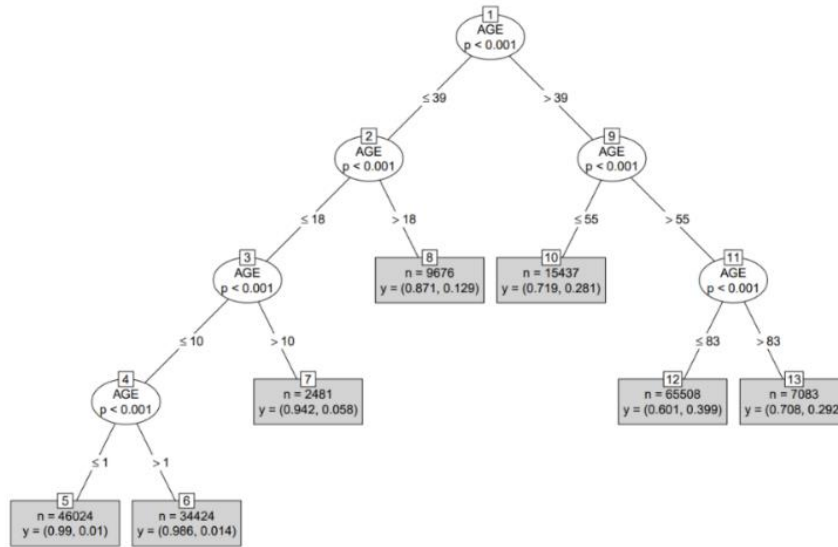 1
AGE
p < 0.001
≤ 39
> 39
2
AGE
p < 0.001
9
AGE
p < 0.001
≤ 18
> 18
≤ 55
> 55
3
AGE
p < 0.001
8
n = 9676
y = (0.871, 0.129)
10
n = 15437
y = (0.719, 0.281)
11
AGE
p < 0.001
≤ 10
> 10
≤ 83
> 83
4
AGE
p < 0.001
7
n = 2481
y = (0.942, 0.058)
12
n = 65508
y = (0.601, 0.399)
13
n = 7083
y = (0.708, 0.292
≤ 1
> 1
5
n = 46024
y = (0.99, 0.01)
6
n = 34424
y = (0.986, 0.014)